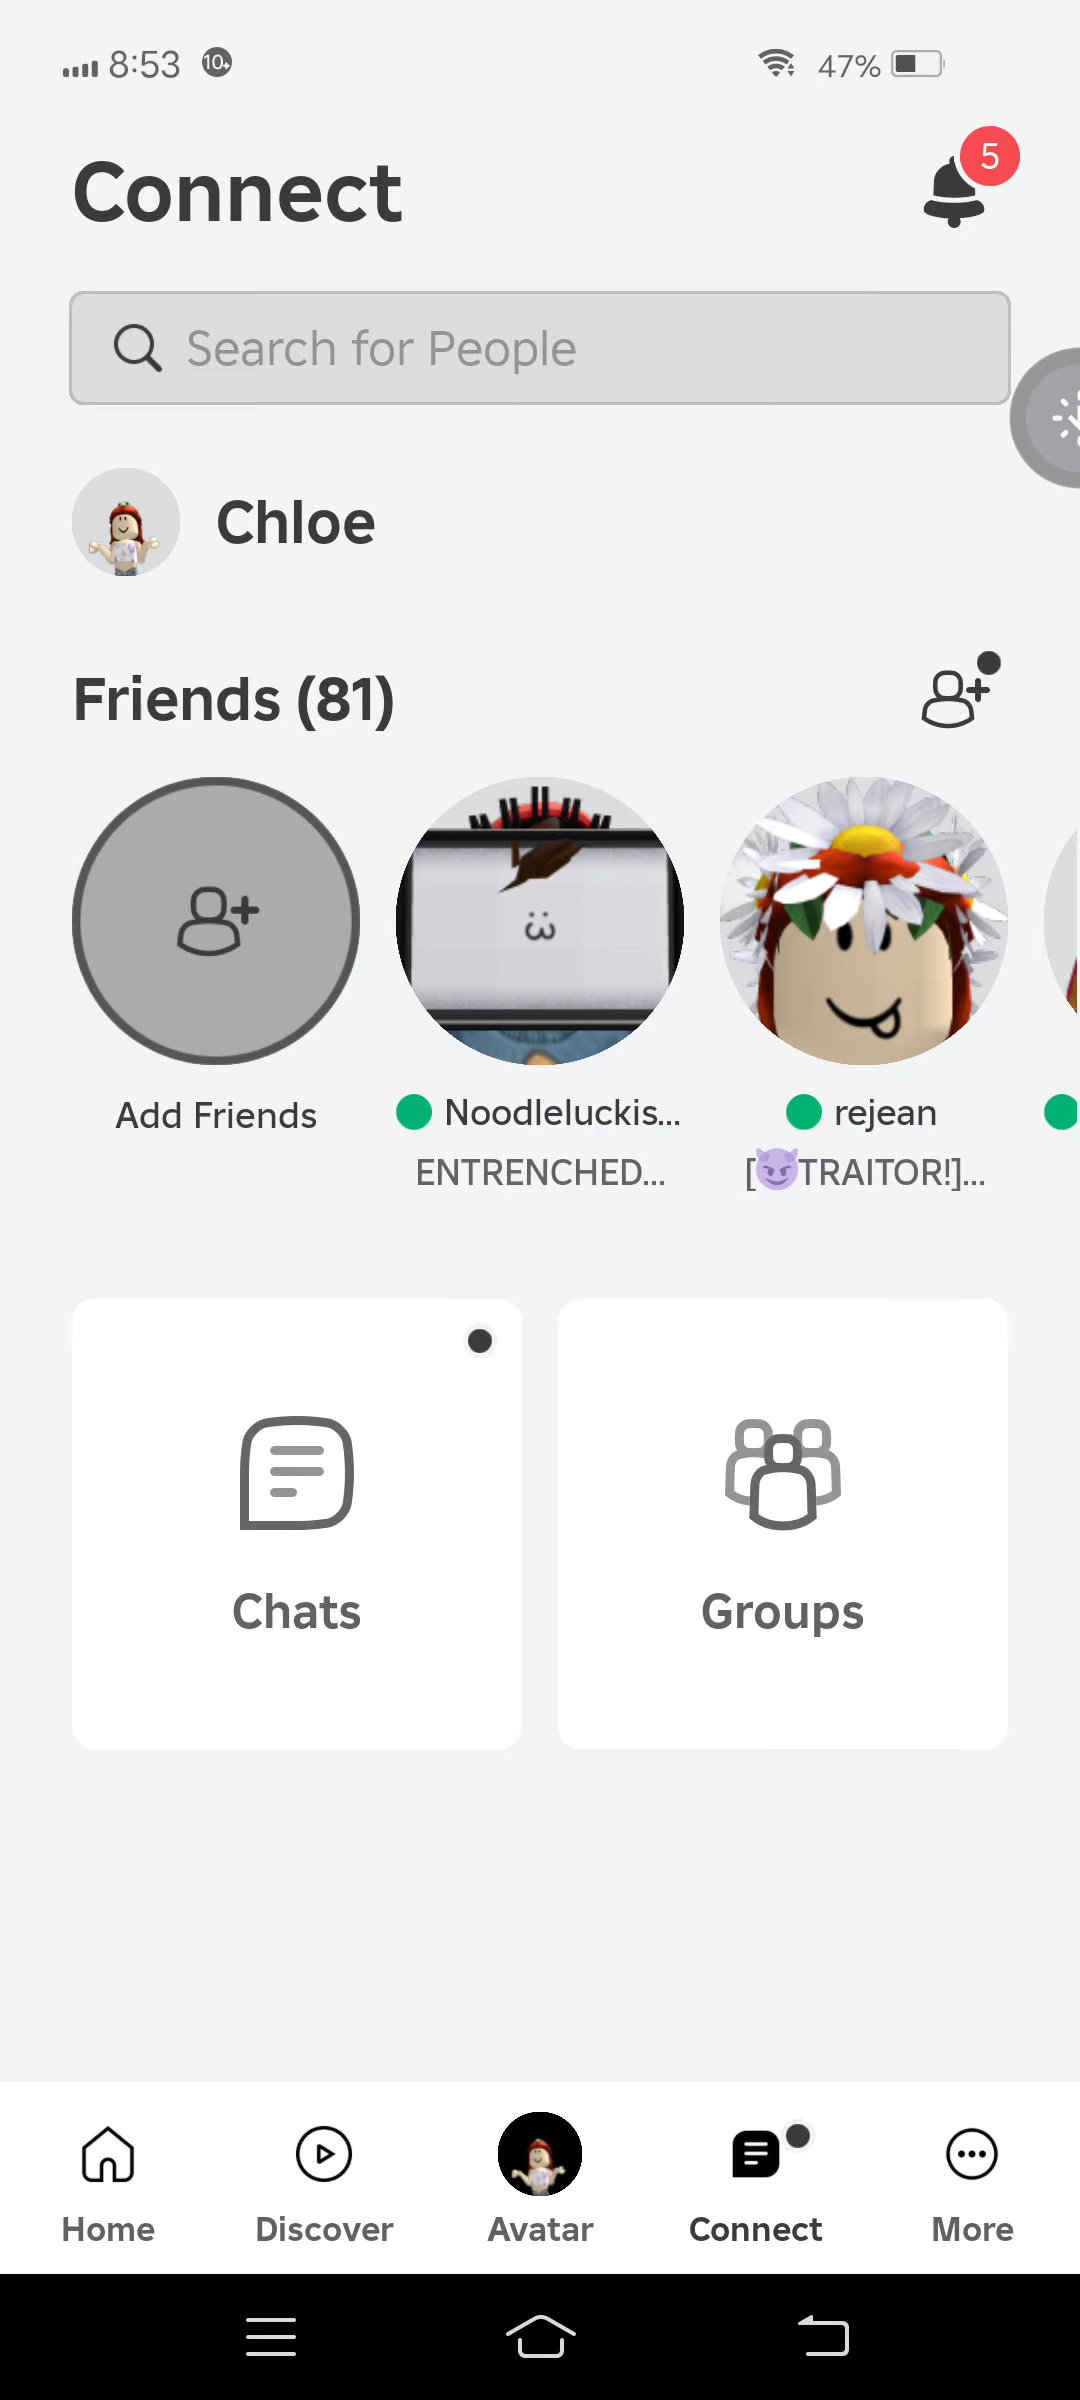 8:53 10+ 47%
Connect
5
Search for People
Chloe
Friends (81)
Add Friends
Noodleluckis...
rejean
ENTRENCHED...
[😈TRAITOR!]...
Chats
Groups
Home
Discover
Avatar
Connect
More